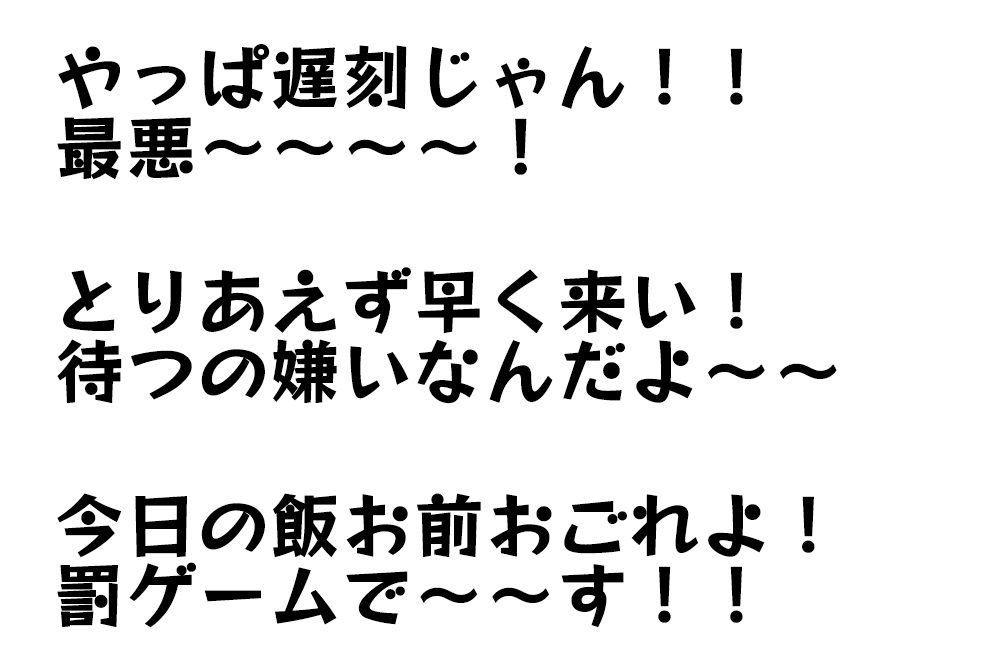 やっぱ遅刻じゃん！！
最悪～～～～！
とりあえず早く来い！
待つの嫌いなんだよ～～
今日の飯お前おごれよ！
罰ゲームで～～す！！